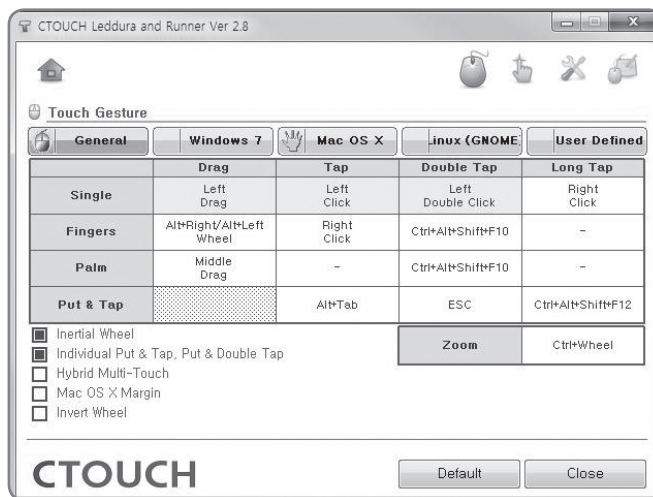 CTOUCH Leddura and Runner Ver 2.8
Touch Gesture
General Windows 7 Mac OS X .inux (GNOME; User Defined
Drag Tap Double Tap Long Tap
Single Left Drag Left Click Left Double Click Right Click
Fingers Alt+Right/Alt+Left Wheel Right Click Ctrl+Alt+Shift+F10 -
Palm Middle Drag - Ctrl+Alt+Shift+F10 -
Put & Tap Alt+Tab ESC Ctrl+Alt+Shift+F12
Inertial Wheel
Individual Put & Tap, Put & Double Tap
Hybrid Multi-Touch
Mac OS X Margin
Invert Wheel
Zoom Ctrl+Wheel
CTOUCH
Default Close